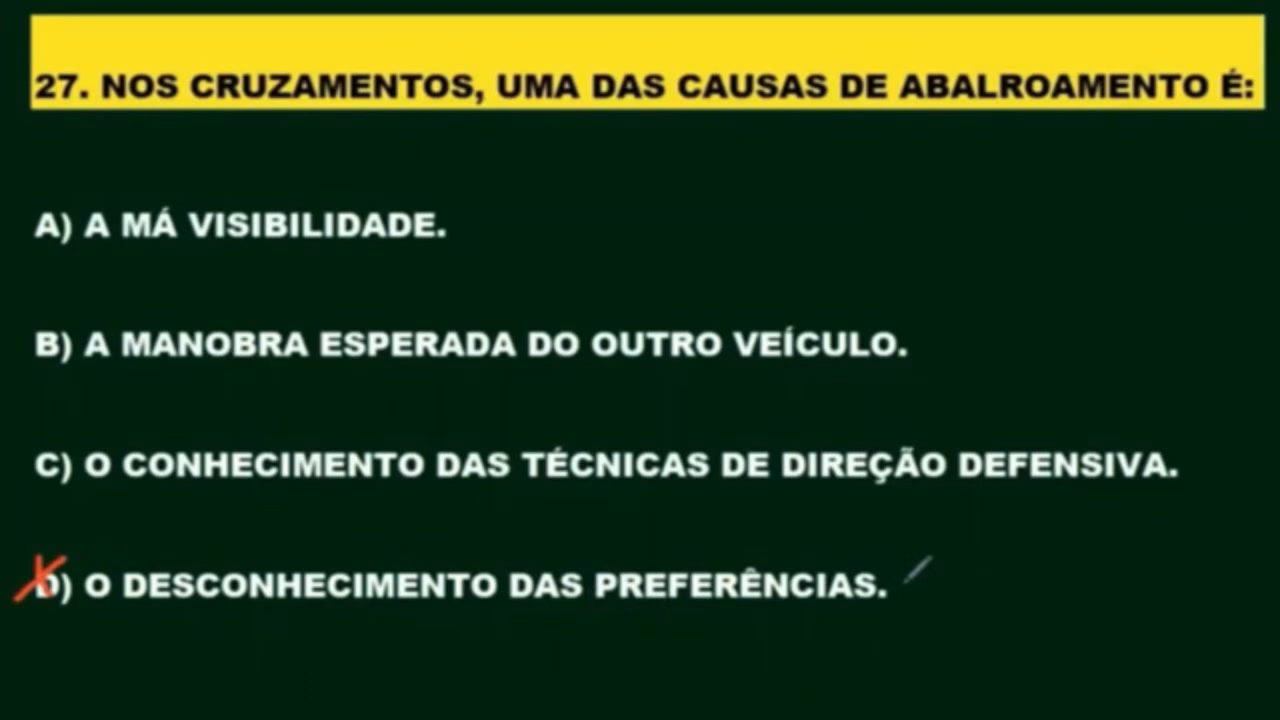 27. NOS CRUZAMENTOS, UMA DAS CAUSAS DE ABALROAMENTO É:
A) A MÁ VISIBILIDADE.
B) A MANOBRA ESPERADA DO OUTRO VEÍCULO.
C) O CONHECIMENTO DAS TÉCNICAS DE DIREÇÃO DEFENSIVA.
D) O DESCONHECIMENTO DAS PREFERÊNCIAS.